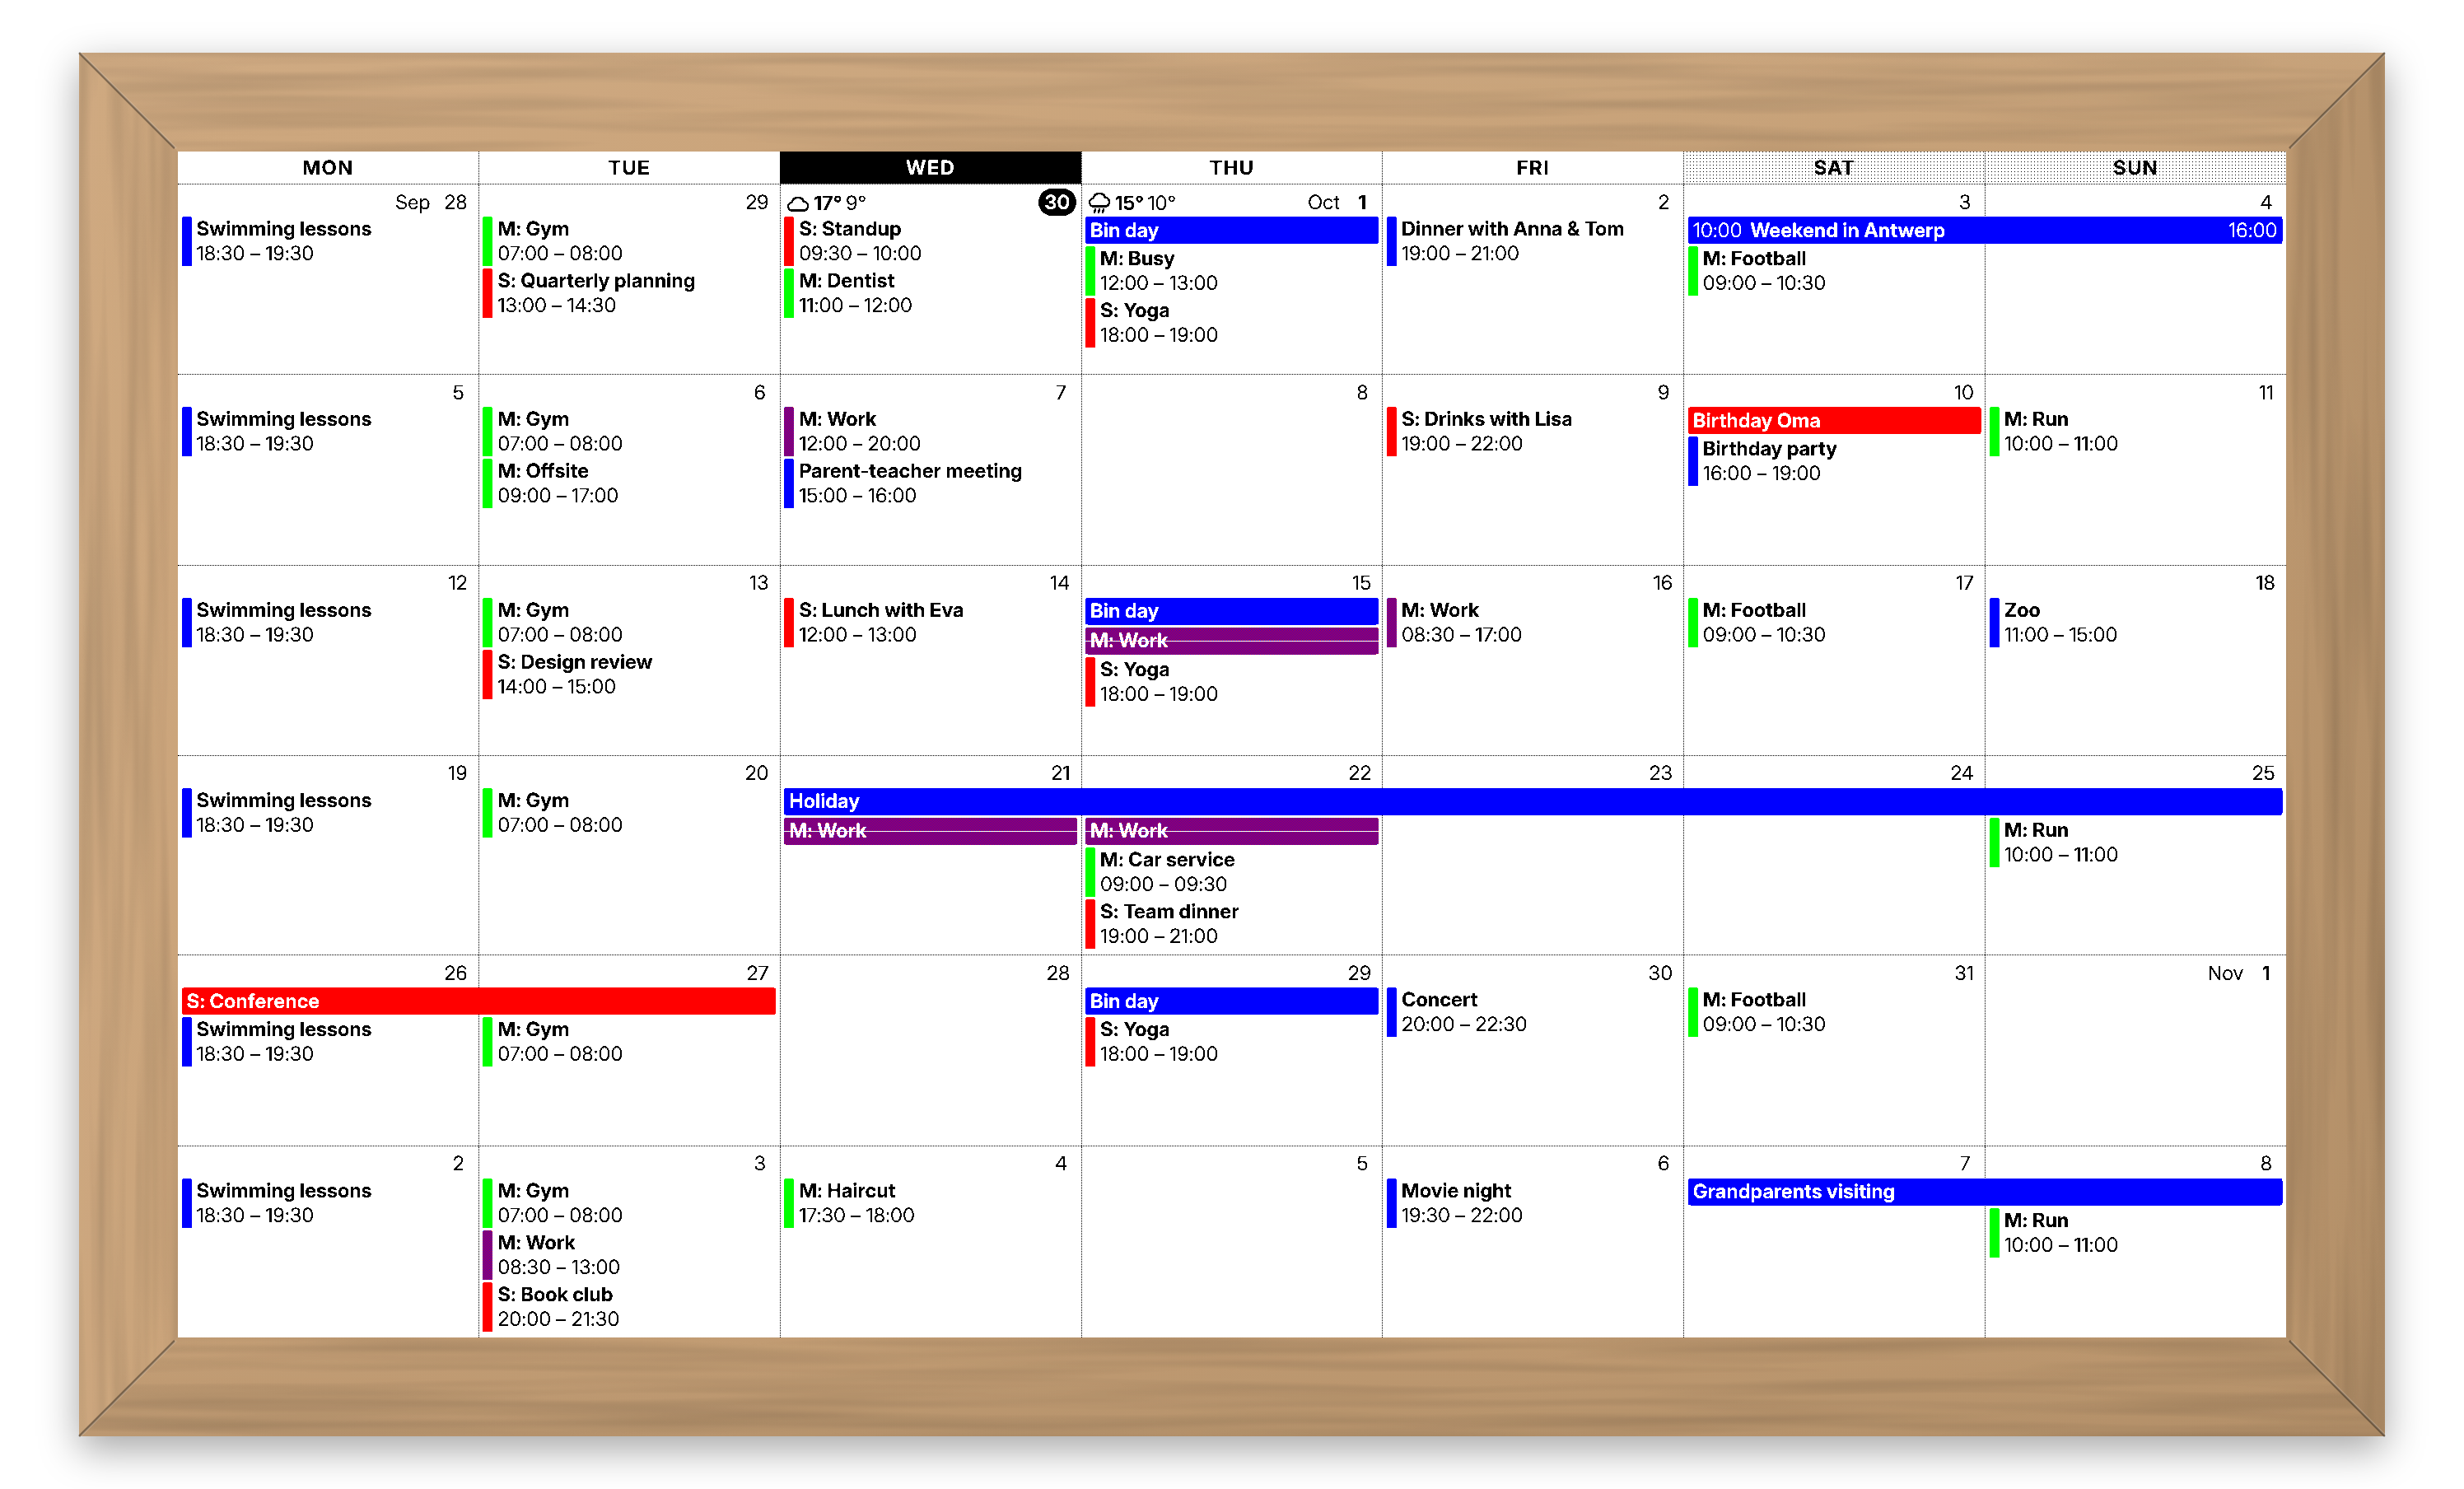 MON TUE WED THU FRI SAT SUN
Sep 28
Swimming lessons
18:30 – 19:30
29
M: Gym
07:00 – 08:00
S: Quarterly planning
13:00 – 14:30
17° 9° 30
S: Standup
09:30 – 10:00
M: Dentist
11:00 – 12:00
15° 10° Oct 1
Bin day
M: Busy
12:00 – 13:00
S: Yoga
18:00 – 19:00
2
Dinner with Anna & Tom
19:00 – 21:00
3
10:00 Weekend in Antwerp 16:00
M: Football
09:00 – 10:30
4
5
Swimming lessons
18:30 – 19:30
6
M: Gym
07:00 – 08:00
M: Offsite
09:00 – 17:00
7
M: Work
12:00 – 20:00
Parent-teacher meeting
15:00 – 16:00
8
9
S: Drinks with Lisa
19:00 – 22:00
10
Birthday Oma
Birthday party
16:00 – 19:00
11
M: Run
10:00 – 11:00
12
Swimming lessons
18:30 – 19:30
13
M: Gym
07:00 – 08:00
S: Design review
14:00 – 15:00
14
S: Lunch with Eva
12:00 – 13:00
15
Bin day
M: Work
S: Yoga
18:00 – 19:00
16
M: Work
08:30 – 17:00
17
M: Football
09:00 – 10:30
18
Zoo
11:00 – 15:00
19
Swimming lessons
18:30 – 19:30
20
M: Gym
07:00 – 08:00
21
Holiday
M: Work
22
M: Work
M: Car service
09:00 – 09:30
S: Team dinner
19:00 – 21:00
23
24
25
M: Run
10:00 – 11:00
26
S: Conference
Swimming lessons
18:30 – 19:30
27
M: Gym
07:00 – 08:00
28
29
Bin day
S: Yoga
18:00 – 19:00
30
Concert
20:00 – 22:30
31
M: Football
09:00 – 10:30
Nov 1
2
Swimming lessons
18:30 – 19:30
3
M: Gym
07:00 – 08:00
M: Work
08:30 – 13:00
S: Book club
20:00 – 21:30
4
M: Haircut
17:30 – 18:00
5
6
Movie night
19:30 – 22:00
7
Grandparents visiting
8
M: Run
10:00 – 11:00